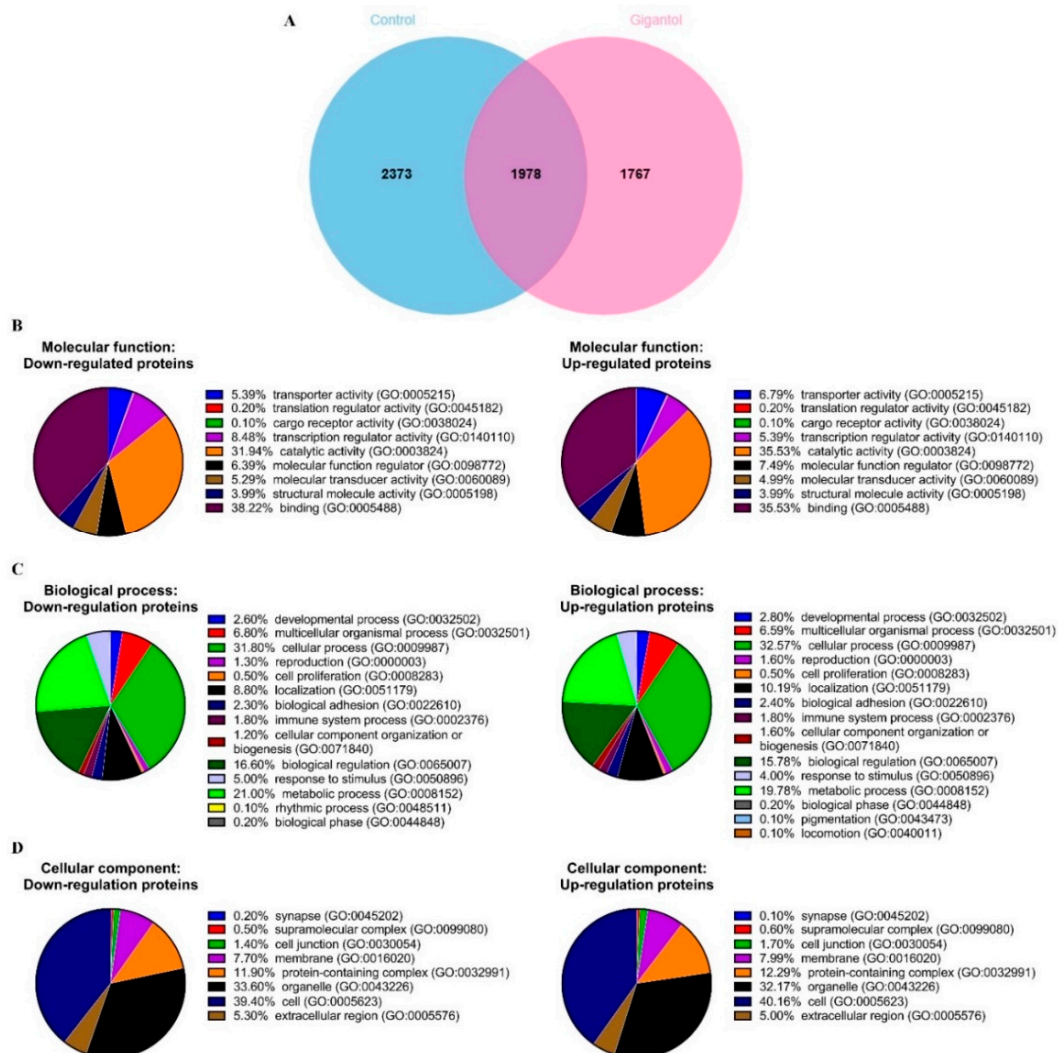 A
Control
Gigantol
2373
1978
1767
B
Molecular function:
Down-regulated proteins
5.39% transporter activity (GO:0005215)
0.20% translation regulator activity (GO:0045182)
0.10% cargo receptor activity (GO:0038024)
8.48% transcription regulator activity (GO:0140110)
31.94% catalytic activity (GO:0003824)
6.39% molecular function regulator (GO:0098772)
5.29% molecular transducer activity (GO:0060089)
3.99% structural molecule activity (GO:0005198)
38.22% binding (GO:0005488)
Molecular function:
Up-regulated proteins
6.79% transporter activity (GO:0005215)
0.20% translation regulator activity (GO:0045182)
0.10% cargo receptor activity (GO:0038024)
5.39% transcription regulator activity (GO:0140110)
35.53% catalytic activity (GO:0003824)
7.49% molecular function regulator (GO:0098772)
4.99% molecular transducer activity (GO:0060089)
3.99% structural molecule activity (GO:0005198)
35.53% binding (GO:0005488)
C
Biological process:
Down-regulation proteins
2.60% developmental process (GO:0032502)
6.80% multicellular organismal process (GO:0032501)
31.80% cellular process (GO:0009987)
1.30% reproduction (GO:0000003)
0.50% cell proliferation (GO:0008283)
8.80% localization (GO:0051179)
2.30% biological adhesion (GO:0022610)
1.80% immune system process (GO:0002376)
1.20% cellular component organization or
biogenesis (GO:0071840)
16.60% biological regulation (GO:0065007)
5.00% response to stimulus (GO:0050896)
21.00% metabolic process (GO:0008152)
0.10% rhythmic process (GO:0048511)
0.20% biological phase (GO:0044848)
Biological process:
Up-regulation proteins
2.80% developmental process (GO:0032502)
6.59% multicellular organismal process (GO:0032501)
32.57% cellular process (GO:0009987)
1.60% reproduction (GO:0000003)
0.50% cell proliferation (GO:0008283)
10.19% localization (GO:0051179)
2.40% biological adhesion (GO:0022610)
1.80% immune system process (GO:0002376)
1.60% cellular component organization or
biogenesis (GO:0071840)
15.78% biological regulation (GO:0065007)
4.00% response to stimulus (GO:0050896)
19.78% metabolic process (GO:0008152)
0.20% biological phase (GO:0044848)
0.10% pigmentation (GO:0043473)
0.10% locomotion (GO:0040011)
D
Cellular component:
Down-regulation proteins
0.20% synapse (GO:0045202)
0.50% supramolecular complex (GO:0099080)
1.40% cell junction (GO:0030054)
7.70% membrane (GO:0016020)
11.90% protein-containing complex (GO:0032991)
33.60% organelle (GO:0043226)
39.40% cell (GO:0005623)
5.30% extracellular region (GO:0005576)
Cellular component:
Up-regulation proteins
0.10% synapse (GO:0045202)
0.60% supramolecular complex (GO:0099080)
1.70% cell junction (GO:0030054)
7.99% membrane (GO:0016020)
12.29% protein-containing complex (GO:0032991)
32.17% organelle (GO:0043226)
40.16% cell (GO:0005623)
5.00% extracellular region (GO:0005576)